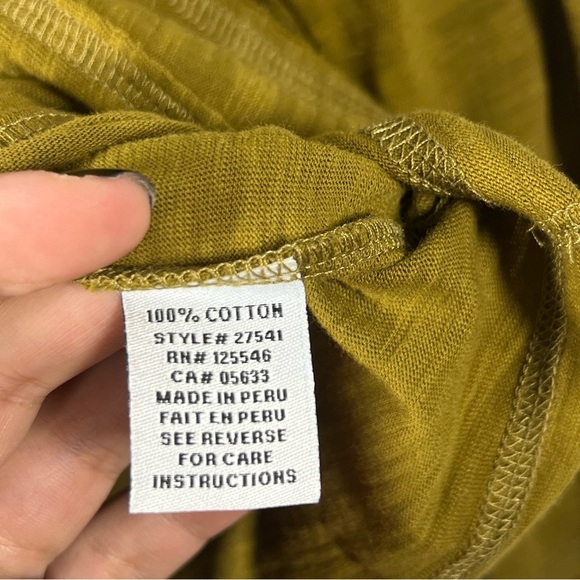 100% COTTON
STYLE# 27541
RN# 125546
CA# 05633
MADE IN PERU
FAIT EN PERU
SEE REVERSE
FOR CARE
INSTRUCTIONS